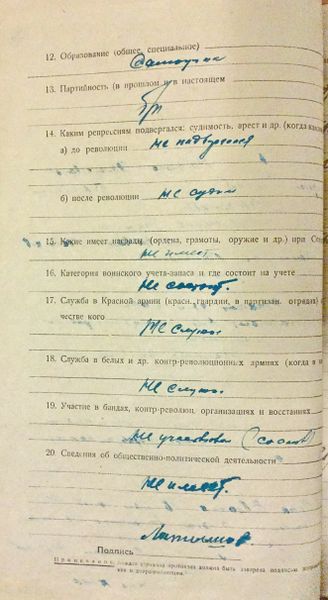 12. Образование (общее, специальное)
Самоучка
13. Партийность (в прошлом и в настоящем
б/п
14. Каким репрессиям подвергался: судимость, арест и др. (когда
а) до революции не подвергался
б) после революции не судим
15. Какие имеет награды (ордена, грамоты, оружие и др.) при
Не имеет.
16. Категория воинского учета-запаса и где состоит на учете
Не состоит.
17. Служба в Красной армии (красн. гвардии, в партизан. отрядах)
честве кого
Не служ.
18. Служба в белых и др. контр-революционных армиях (когда и
Не служ.
19. Участие в бандах, контр-революц. организациях и восстаниях
Не участвовал
20. Сведения об общественно-политической деятельности
Не имеет.
Подпись
Примечание.